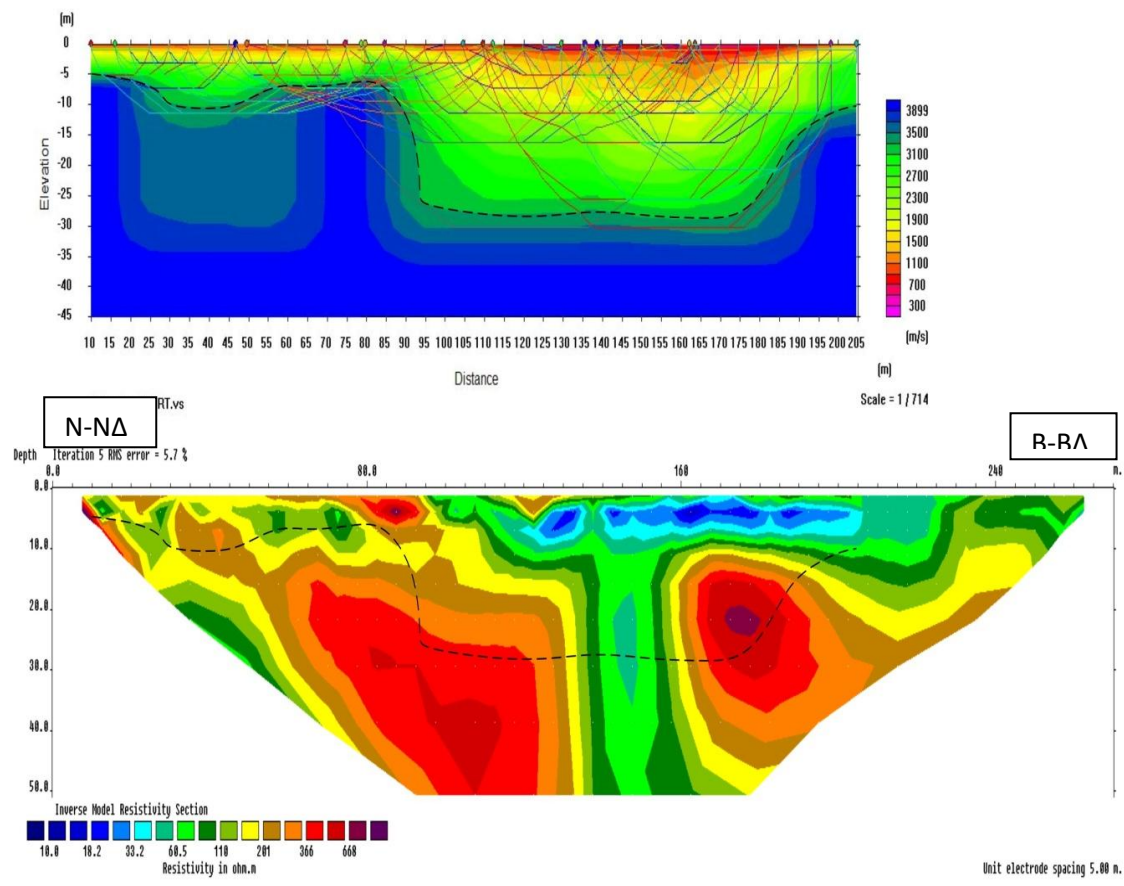 (m)
0
-5
-10
-15
-20
-25
-30
-35
-40
-45
Elevation
10 15 20 25 30 35 40 45 50 55 60 65 70 75 80 85 90 95 100 105 110 115 120 125 130 135 140 145 150 155 160 165 170 175 180 185 190 195 200 205
(m)
Distance
3899
3500
3100
2700
2300
1900
1500
1100
700
300
(m/s)
Scale = 1 / 714
RT.vs
N-NΔ
Β-ΒΔ
Depth Iteration 5 RMS error = 5.7 %
0.0 80.0 160 240 m.
0.0
10.0
20.0
30.0
40.0
50.0
Inverse Model Resistivity Section
10.0 18.2 33.2 60.5 110 201 366 668
Resistivity in ohm.m
Unit electrode spacing 5.00 m.